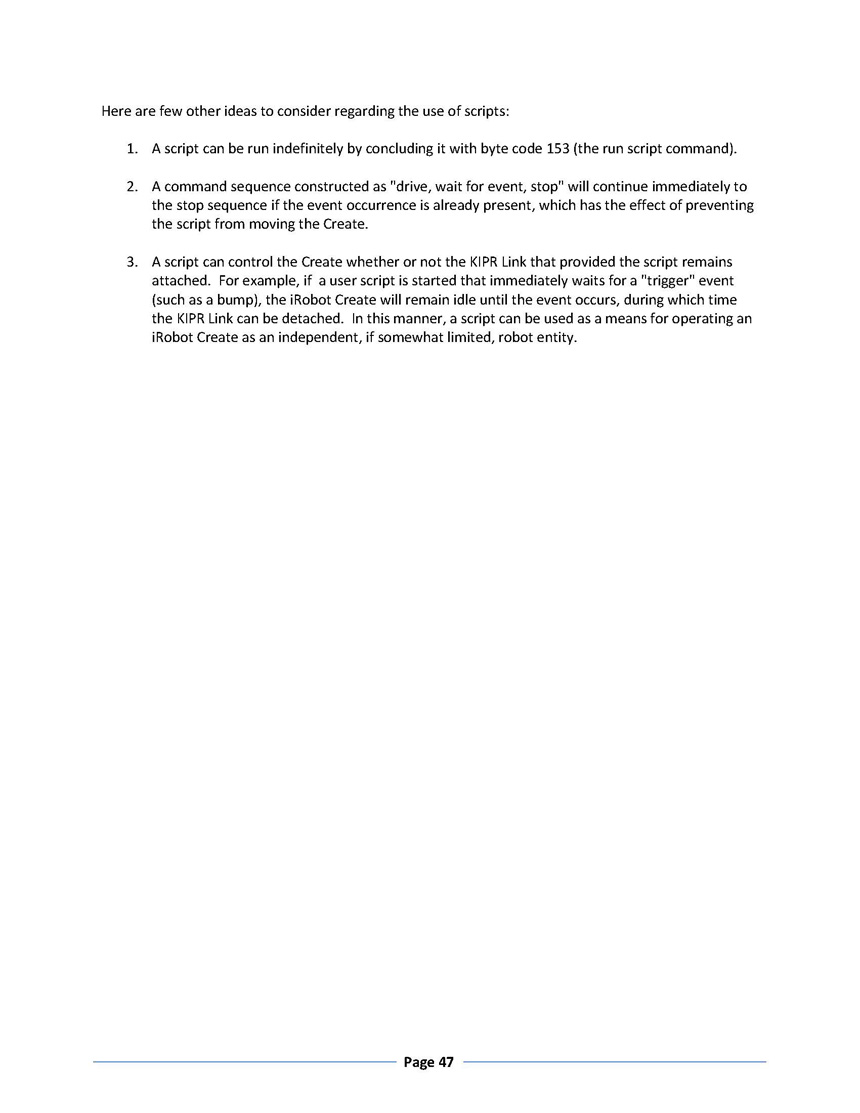 Here are few other ideas to consider regarding the use of scripts:
1. A script can be run indefinitely by concluding it with byte code 153 (the run script command).
2. A command sequence constructed as "drive, wait for event, stop" will continue immediately to
the stop sequence if the event occurrence is already present, which has the effect of preventing
the script from moving the Create.
3. A script can control the Create whether or not the KIPR Link that provided the script remains
attached.  For example, if  a user script is started that immediately waits for a "trigger" event
(such as a bump), the iRobot Create will remain idle until the event occurs, during which time
the KIPR Link can be detached.  In this manner, a script can be used as a means for operating an
iRobot Create as an independent, if somewhat limited, robot entity.
Page 47